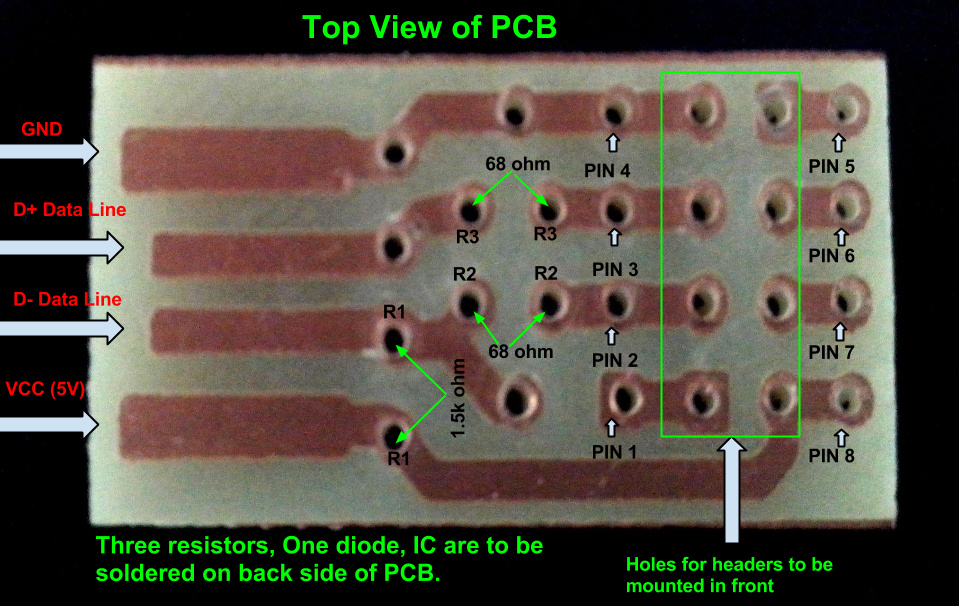 Top View of PCB
GND
68 ohm
PIN 4
PIN 5
D+ Data Line
R3
R3
PIN 6
R2
R2
PIN 3
D- Data Line
R1
68 ohm
PIN 2
PIN 7
VCC (5V)
1.5k ohm
R1
PIN 1
PIN 8
Three resistors, One diode, IC are to be
soldered on back side of PCB.
Holes for headers to be
mounted in front